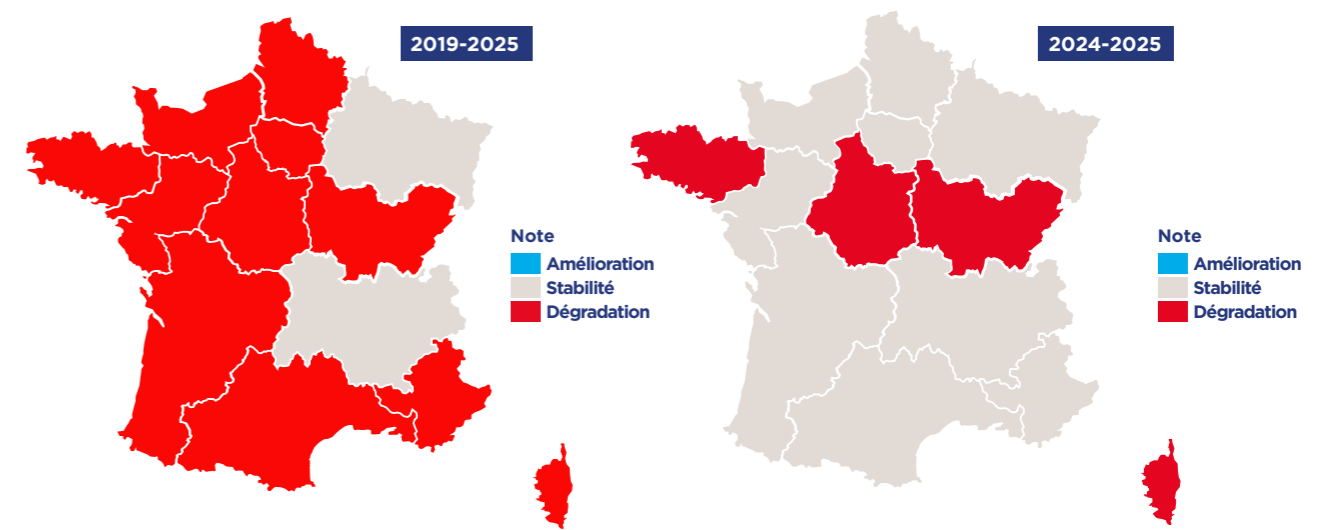 2019-2025
Note
Amélioration
Stabilité
Dégradation
2024-2025
Note
Amélioration
Stabilité
Dégradation